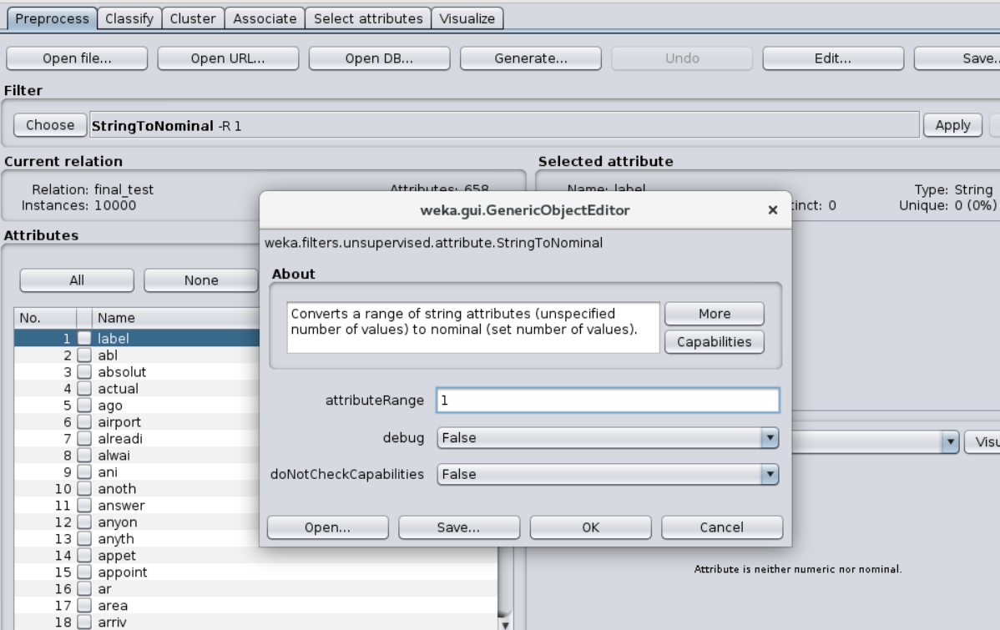 Preprocess Classify Cluster Associate Select attributes Visualize
Open file... Open URL... Open DB... Generate... Undo Edit... Save..
Filter
Choose StringToNominal -R 1 Apply
Current relation Selected attribute
Relation: final_test Attributes: 658 Name: label Type: String
Instances: 10000 inct: 0 Unique: 0 (0%)
weka.gui.GenericObjectEditor ×
weka.filters.unsupervised.attribute.StringToNominal
Attributes
About
All None
Converts a range of string attributes (unspecified
number of values) to nominal (set number of values).
More
Capabilities
No. Name
1 label
2 abl
3 absolut
4 actual
5 ago
6 airport
7 alreadi
8 alwai
9 ani
10 anoth
11 answer
12 anyon
13 anyth
14 appet
15 appoint
16 ar
17 area
18 arriv
attributeRange 1
debug False
doNotCheckCapabilities False
Open... Save... OK Cancel
Visu
Attribute is neither numeric nor nominal.